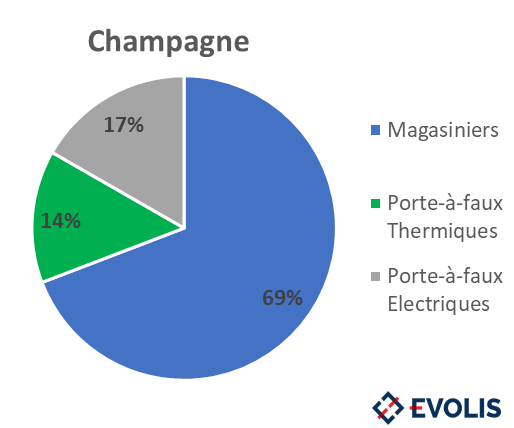 Champagne
17%
14%
69%
Magasiniers
Porte-à-faux
Thermiques
Porte-à-faux
Electriques
EVOLIS